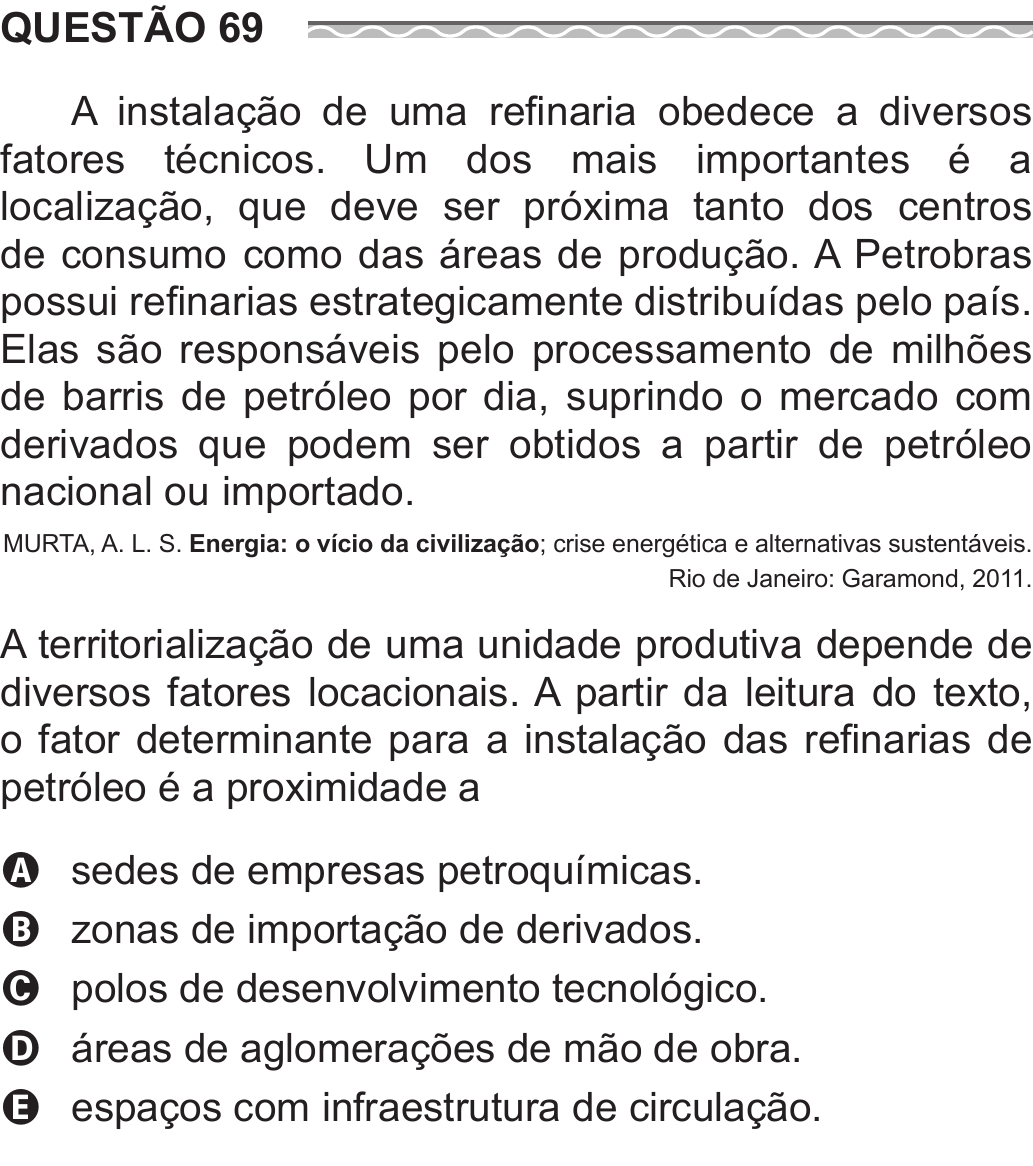 QUESTÃO 69
A instalação de uma refinaria obedece a diversos
fatores técnicos. Um dos mais importantes é a
localização, que deve ser próxima tanto dos centros
de consumo como das áreas de produção. A Petrobras
possui refinarias estrategicamente distribuídas pelo país.
Elas são responsáveis pelo processamento de milhões
de barris de petróleo por dia, suprindo o mercado com
derivados que podem ser obtidos a partir de petróleo
nacional ou importado.
MURTA, A. L. S. Energia: o vício da civilização; crise energética e alternativas sustentáveis.
Rio de Janeiro: Garamond, 2011.
A territorialização de uma unidade produtiva depende de
diversos fatores locacionais. A partir da leitura do texto,
o fator determinante para a instalação das refinarias de
petróleo é a proximidade a
A sedes de empresas petroquímicas.
B zonas de importação de derivados.
C polos de desenvolvimento tecnológico.
D áreas de aglomerações de mão de obra.
E espaços com infraestrutura de circulação.